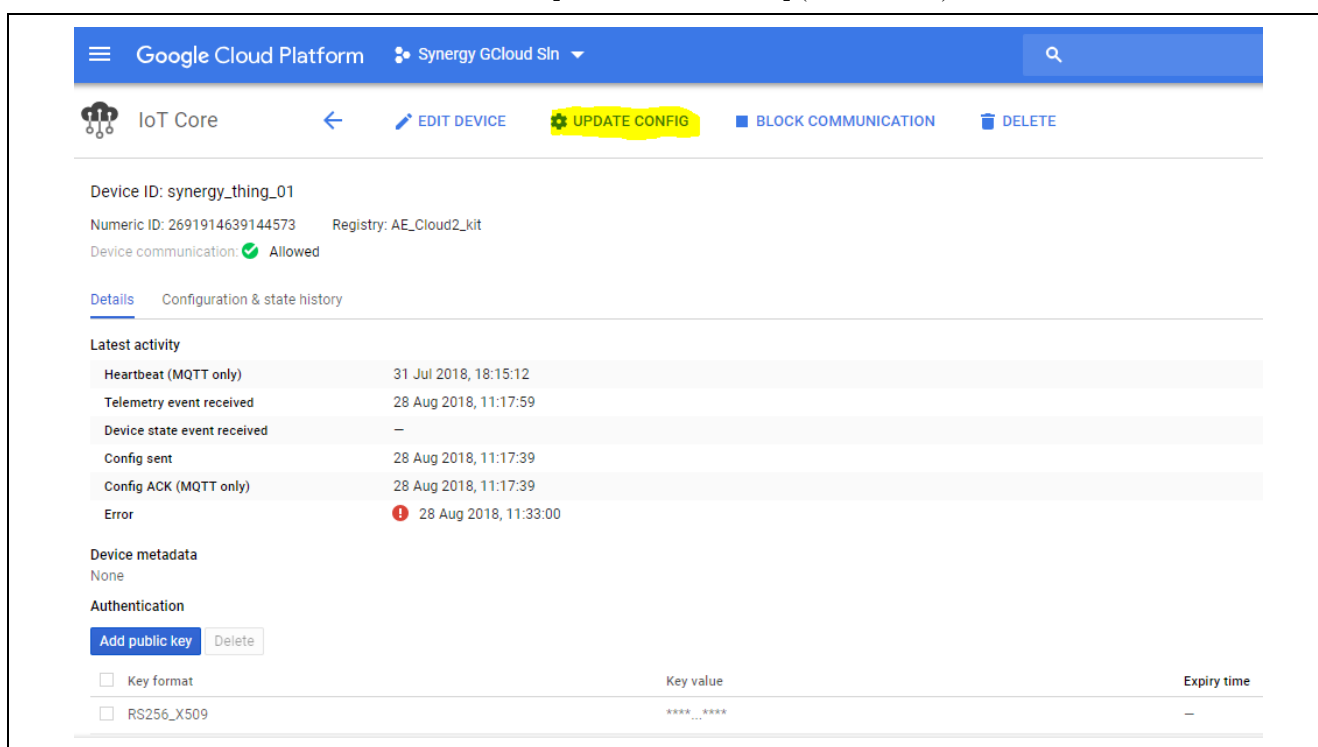 Google Cloud Platform Synergy GCloud Sln
IoT Core EDIT DEVICE UPDATE CONFIG BLOCK COMMUNICATION DELETE
Device ID: synergy_thing_01
Numeric ID: 2691914639144573 Registry: AE_Cloud2_kit
Device communication: Allowed
Details Configuration & state history
Latest activity
Heartbeat (MQTT only) 31 Jul 2018, 18:15:12
Telemetry event received 28 Aug 2018, 11:17:59
Device state event received –
Config sent 28 Aug 2018, 11:17:39
Config ACK (MQTT only) 28 Aug 2018, 11:17:39
Error 28 Aug 2018, 11:33:00
Device metadata
None
Authentication
Add public key Delete
Key format Key value Expiry time
RS256_X509 ****...**** –